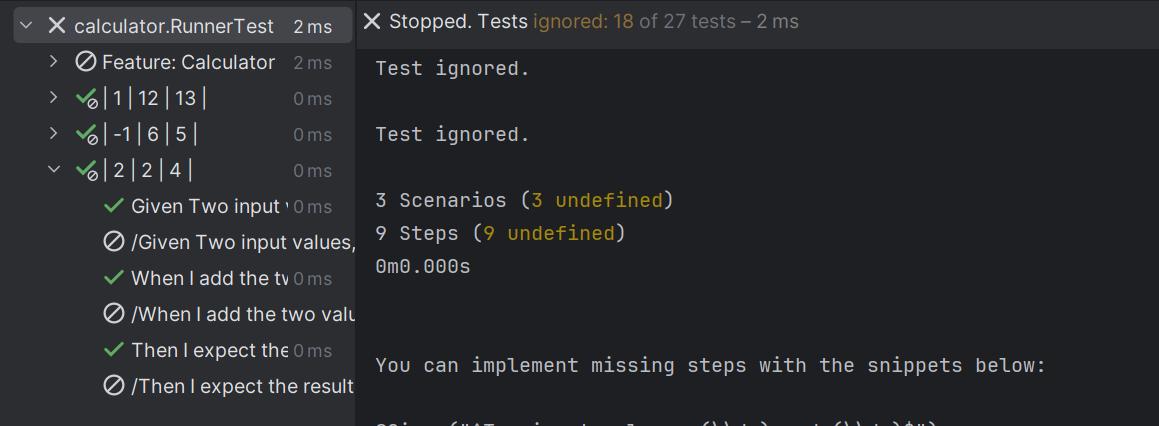 calculator.RunnerTest 2 ms
Feature: Calculator 2 ms
| 1 | 12 | 13 | 0 ms
| -1 | 6 | 5 | 0 ms
| 2 | 2 | 4 | 0 ms
Given Two input 0 ms
/Given Two input values,
When I add the 0 ms
/When I add the two
Then I expect the 0 ms
/Then I expect the result
Stopped. Tests ignored: 18 of 27 tests – 2 ms
Test ignored.
Test ignored.
3 Scenarios (3 undefined)
9 Steps (9 undefined)
0m0.000s
You can implement missing steps with the snippets below: